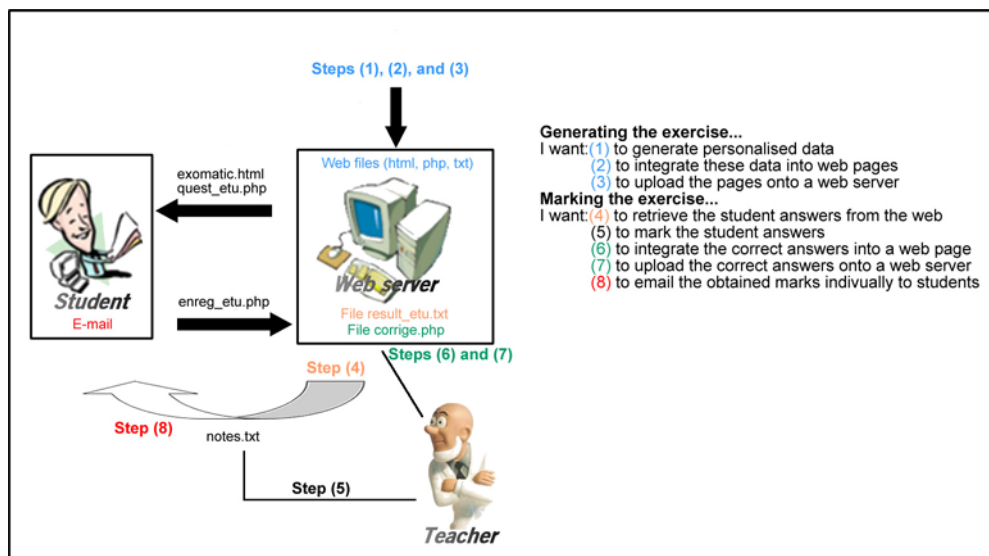 Steps (1), (2), and (3)
Web files (html, php, txt)
exomatic.html
quest_etu.php
Student
E-mail
enreg_etu.php
Web server
File result_etu.txt
File corrige.php
Steps (6) and (7)
Step (4)
Step (8)
notes.txt
Step (5)
Teacher
Generating the exercise...
I want:(1) to generate personalised data
(2) to integrate these data into web pages
(3) to upload the pages onto a web server
Marking the exercise...
I want:(4) to retrieve the student answers from the web
(5) to mark the student answers
(6) to integrate the correct answers into a web page
(7) to upload the correct answers onto a web server
(8) to email the obtained marks indivually to students